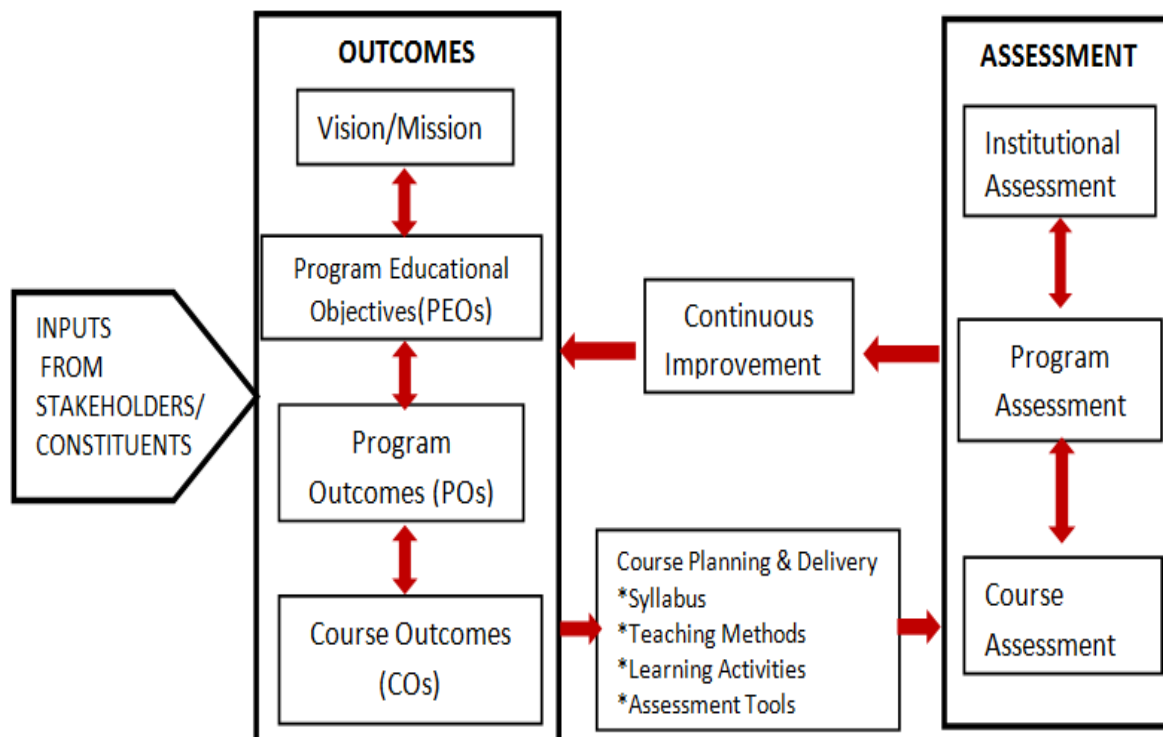 INPUTS
FROM
STAKEHOLDERS/
CONSTITUENTS
OUTCOMES
Vision/Mission
Program Educational
Objectives(PEOs)
Program
Outcomes (POs)
Course Outcomes
(COs)
Continuous
Improvement
Course Planning & Delivery
*Syllabus
*Teaching Methods
*Learning Activities
*Assessment Tools
ASSESSMENT
Institutional
Assessment
Program
Assessment
Course
Assessment